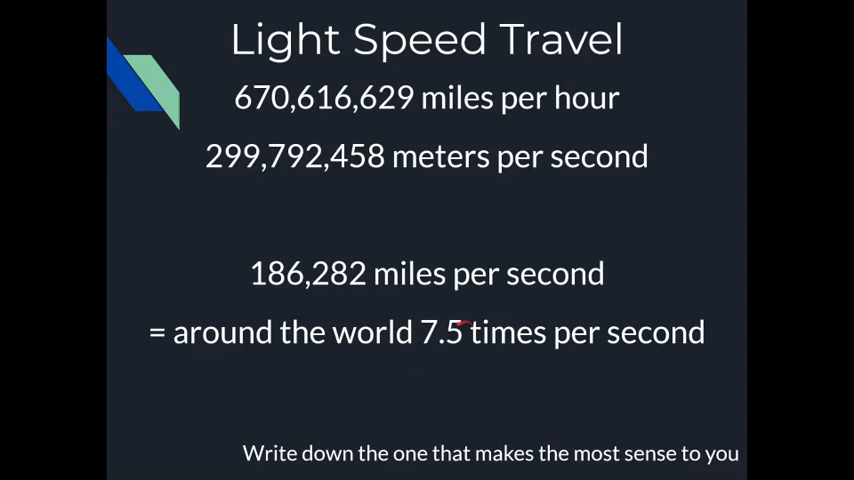 Light Speed Travel
670,616,629 miles per hour
299,792,458 meters per second
186,282 miles per second
= around the world 7.5 times per second
Write down the one that makes the most sense to you